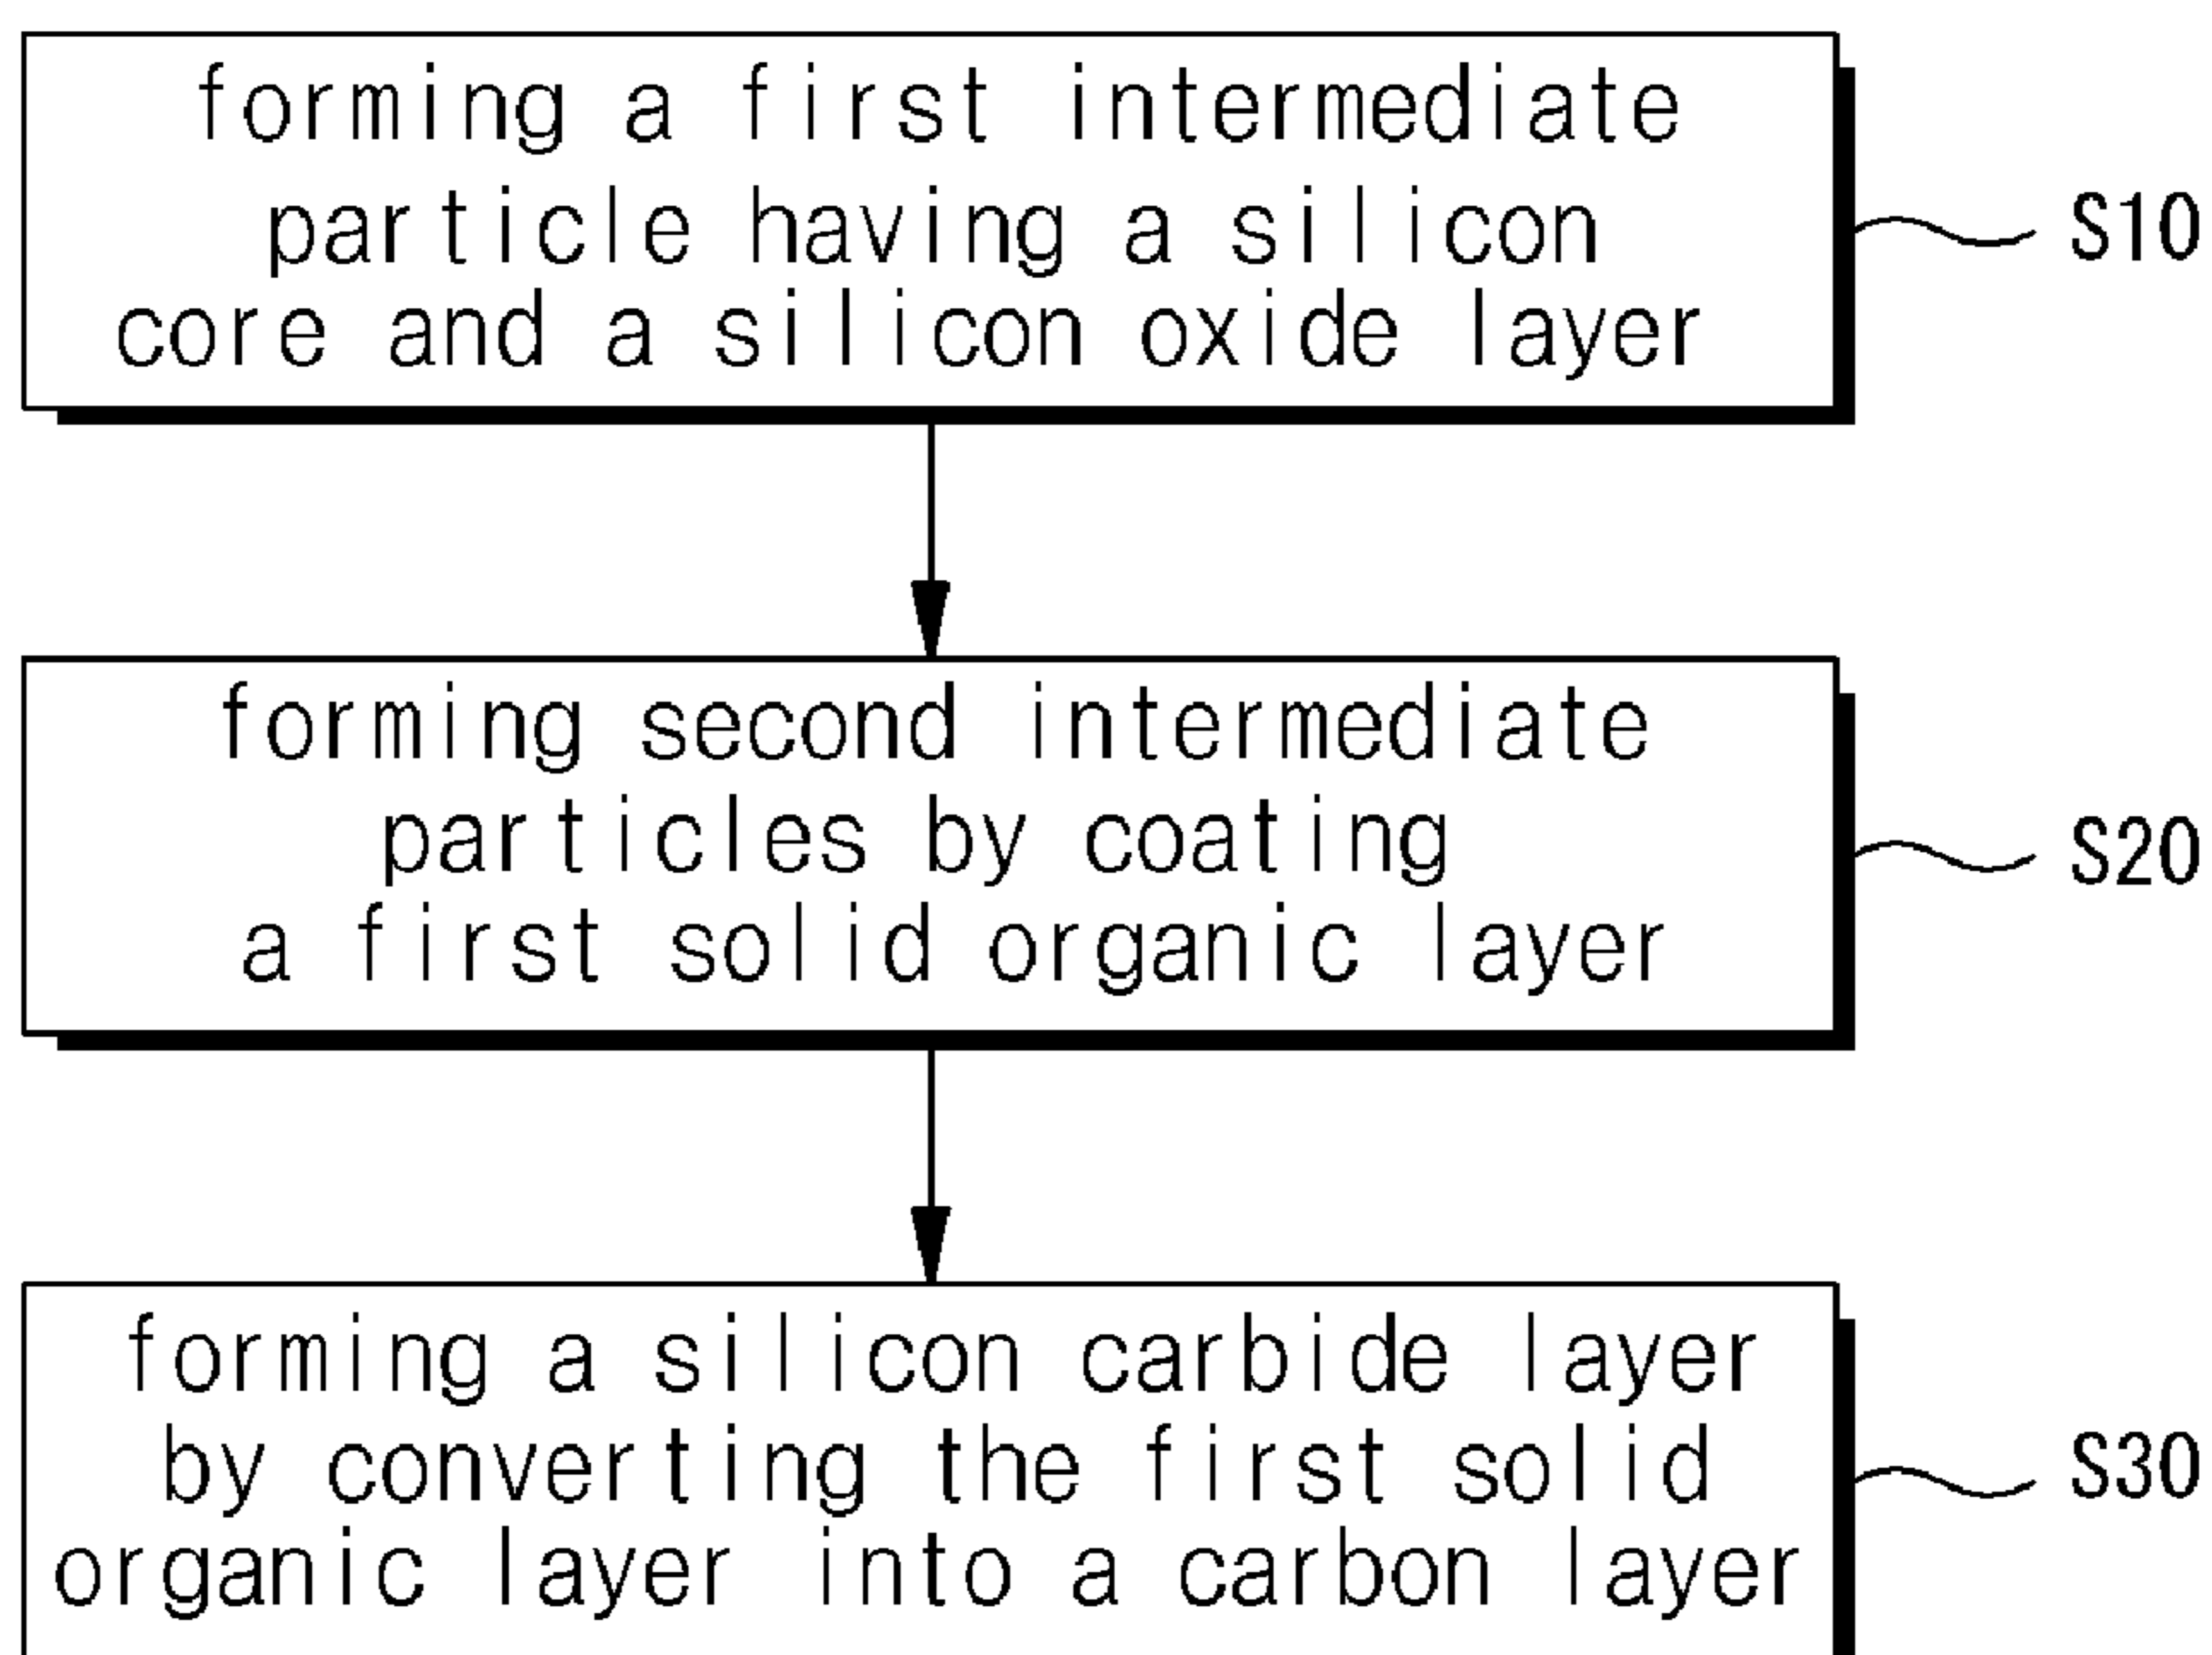 forming a first intermediate
particle having a silicon
core and a silicon oxide layer
S10
forming second intermediate
particles by coating
a first solid organic layer
S20
forming a silicon carbide layer
by converting the first solid
organic layer into a carbon layer
S30